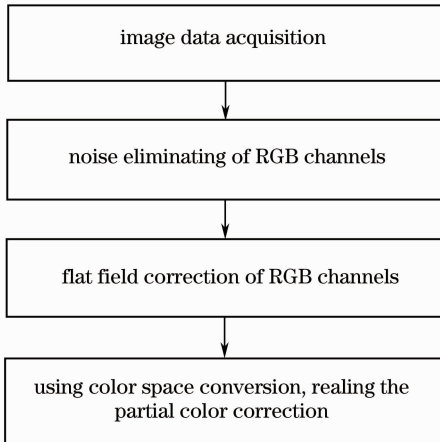 image data acquisition
noise eliminating of RGB channels
flat field correction of RGB channels
using color space conversion, realing the
partial color correction